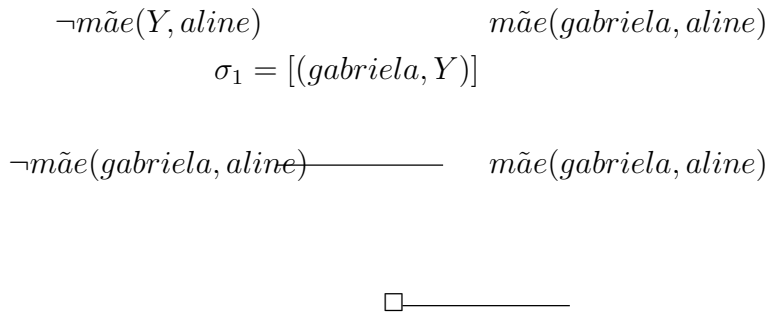 ¬mãe(Y, aline) mãe(gabriela, aline)
σ₁ = [(gabriela, Y)]
¬mãe(gabriela, aline) mãe(gabriela, aline)
□